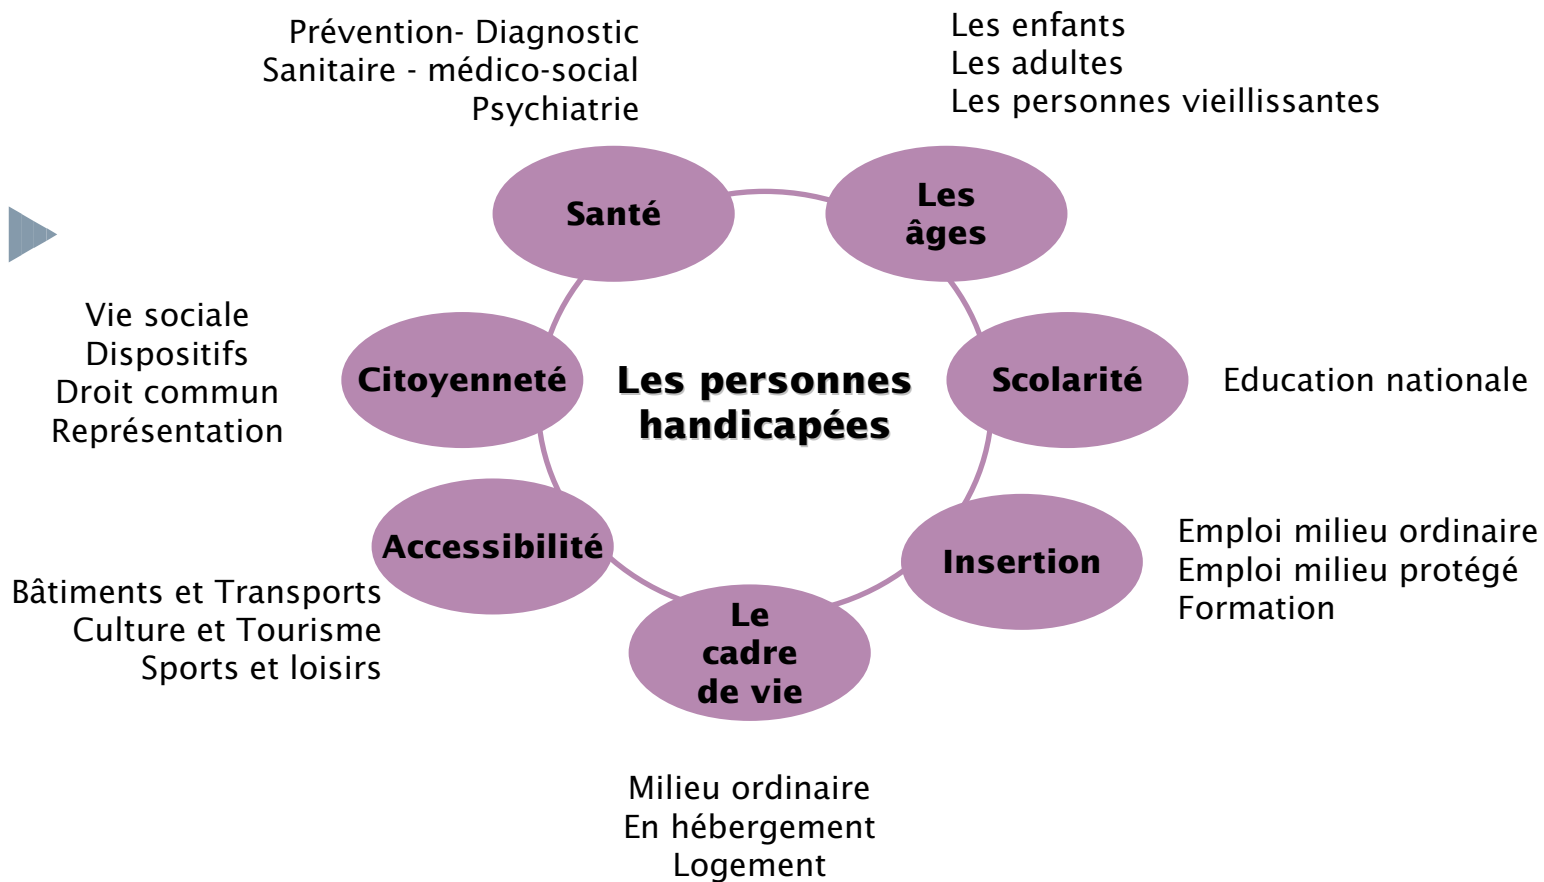 Prévention- Diagnostic
Sanitaire - médico-social
Psychiatrie
Les enfants
Les adultes
Les personnes vieillissantes
Santé
Les
âges
Vie sociale
Dispositifs
Droit commun
Représentation
Citoyenneté
Les personnes
handicapées
Scolarité
Education nationale
Accessibilité
Bâtiments et Transports
Culture et Tourisme
Sports et loisirs
Insertion
Emploi milieu ordinaire
Emploi milieu protégé
Formation
Le
cadre
de vie
Milieu ordinaire
En hébergement
Logement